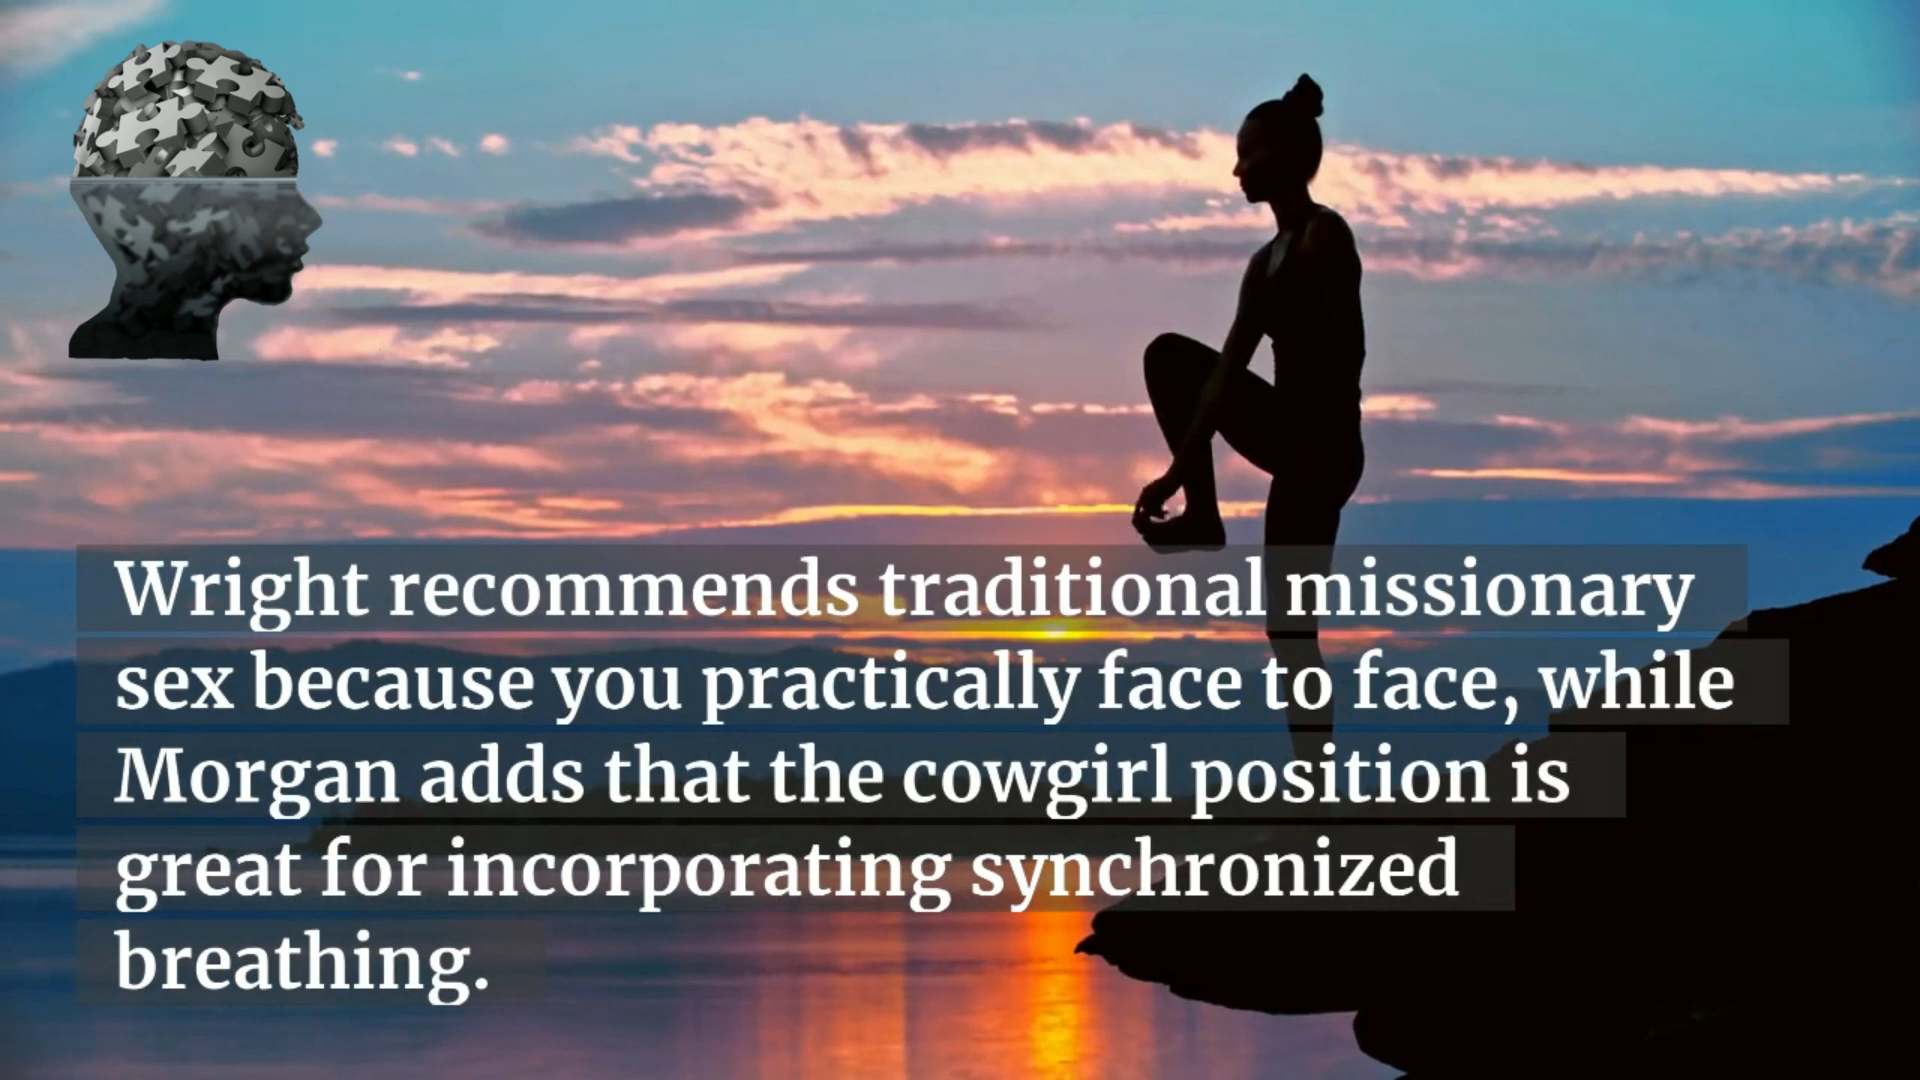 Wright recommends traditional missionary
sex because you practically face to face, while
Morgan adds that the cowgirl position is
great for incorporating synchronized
breathing.